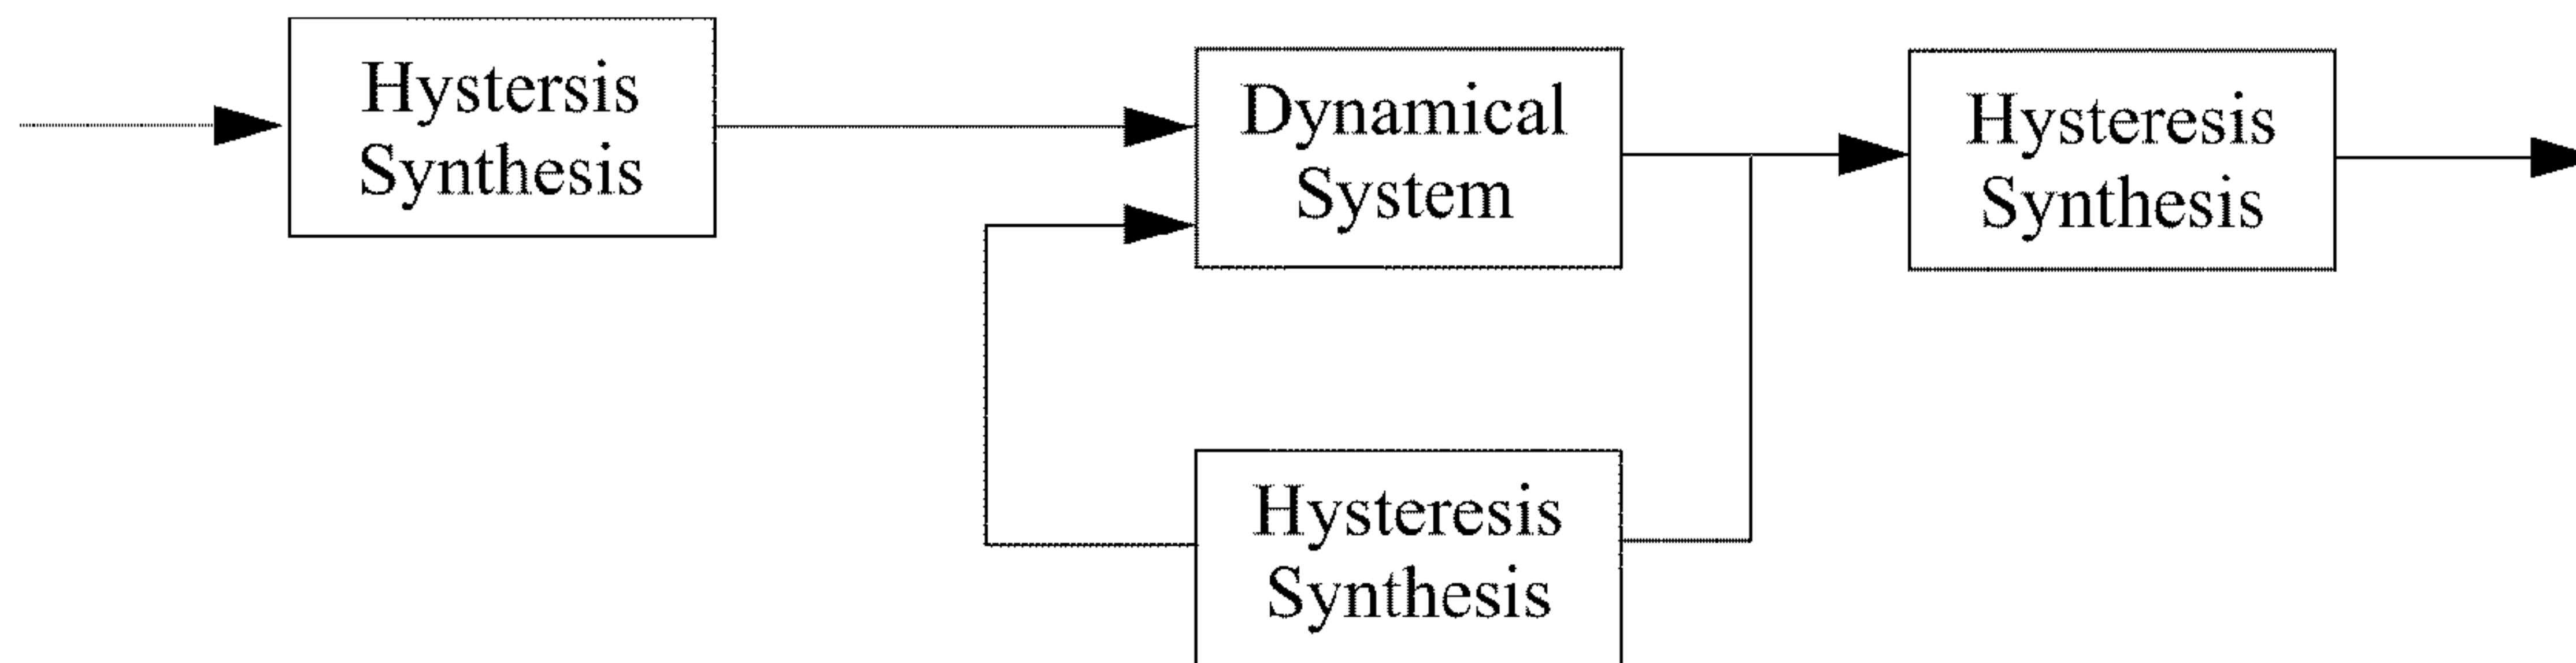 Hystersis
Synthesis
Dynamical
System
Hysteresis
Synthesis
Hysteresis
Synthesis